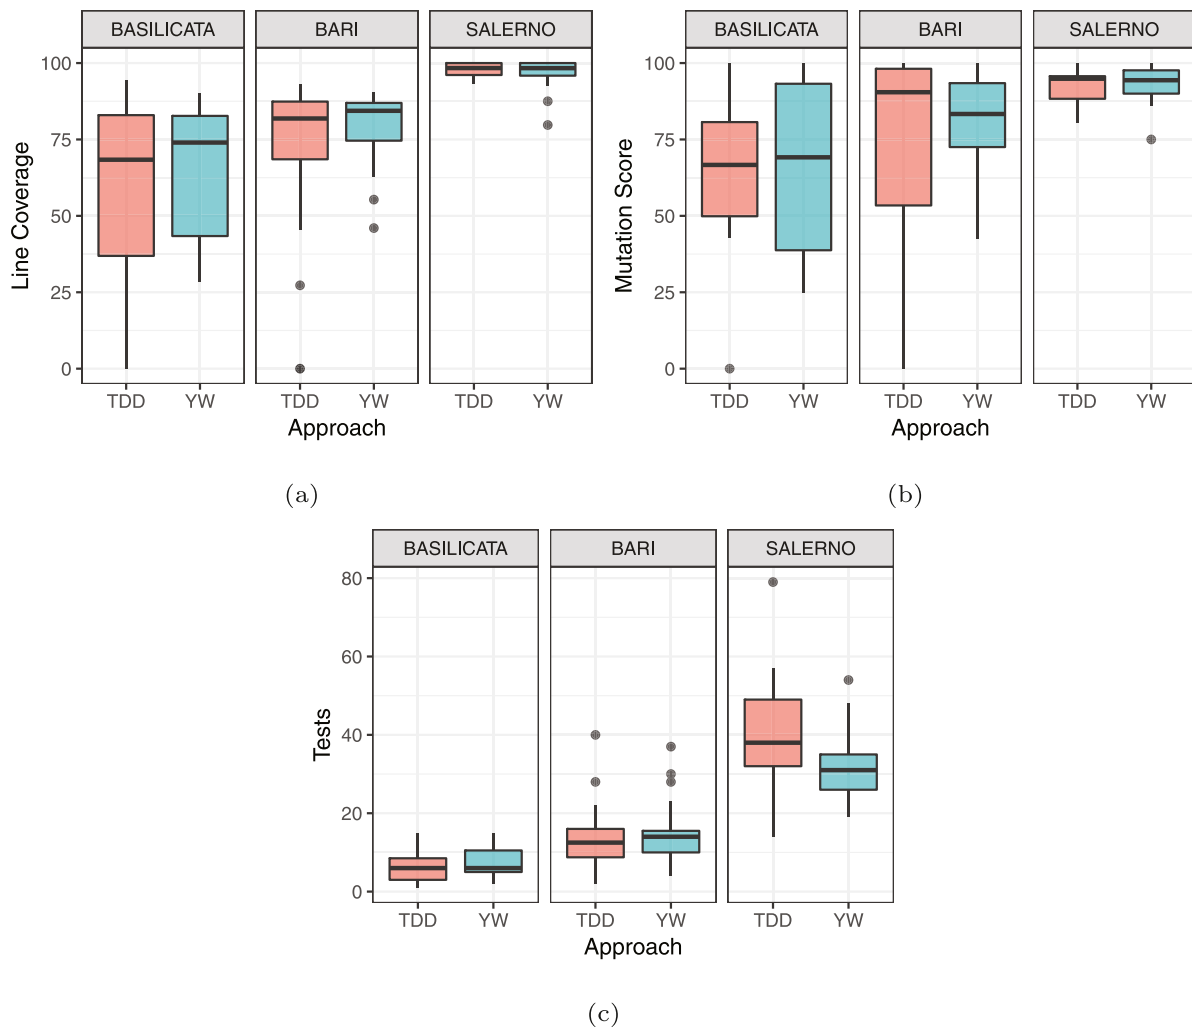 BASILICATA BARI SALERNO
100
75
50
25
0
Line Coverage
TDD YW TDD YW TDD YW
Approach
(a)
BASILICATA BARI SALERNO
100
75
50
25
0
Mutation Score
TDD YW TDD YW TDD YW
Approach
(b)
BASILICATA BARI SALERNO
80
60
40
20
0
Tests
TDD YW TDD YW TDD YW
Approach
(c)